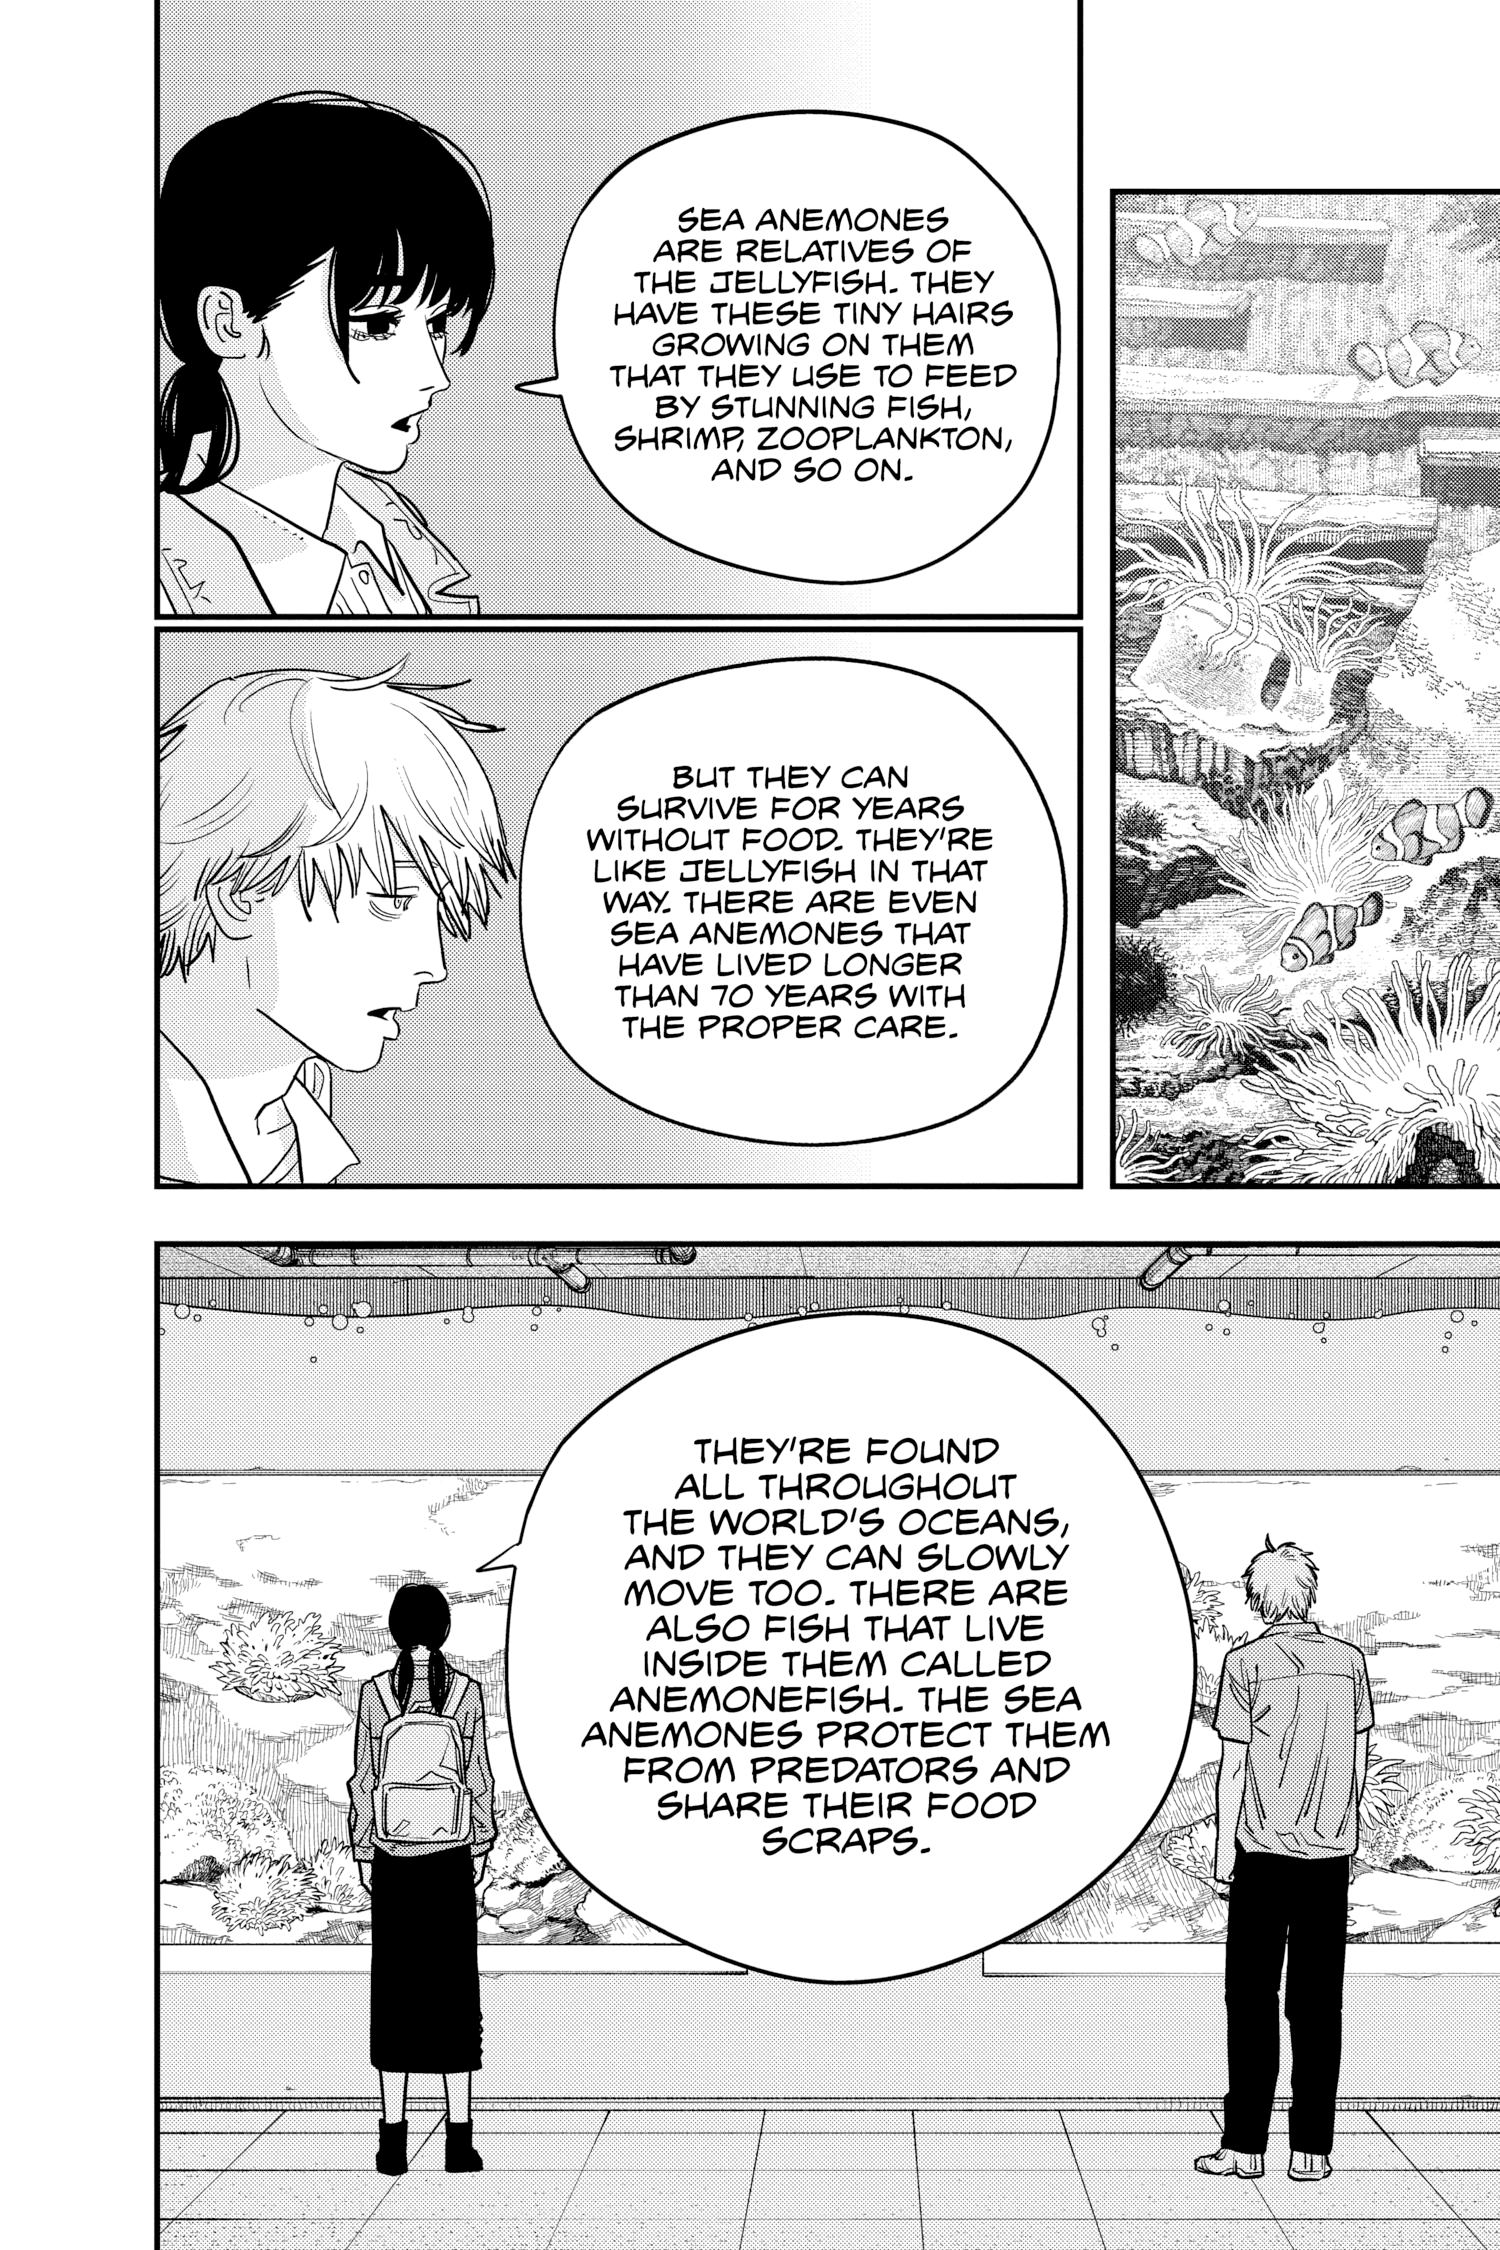 SEA ANEMONES
ARE RELATIVES OF
THE JELLYFISH. THEY
HAVE THESE TINY HAIRS
GROWING ON THEM
THAT THEY USE TO FEED
BY STUNNING FISH,
SHRIMP, ZOOPLANKTON,
AND SO ON.
BUT THEY CAN
SURVIVE FOR YEARS
WITHOUT FOOD. THEY'RE
LIKE JELLYFISH IN THAT
WAY. THERE ARE EVEN
SEA ANEMONES THAT
HAVE LIVED LONGER
THAN 70 YEARS WITH
THE PROPER CARE.
THEY'RE FOUND
ALL THROUGHOUT
THE WORLD'S OCEANS,
AND THEY CAN SLOWLY
MOVE TOO. THERE ARE
ALSO FISH THAT LIVE
INSIDE THEM CALLED
ANEMONEFISH. THE SEA
ANEMONES PROTECT THEM
FROM PREDATORS AND
SHARE THEIR FOOD
SCRAPS.